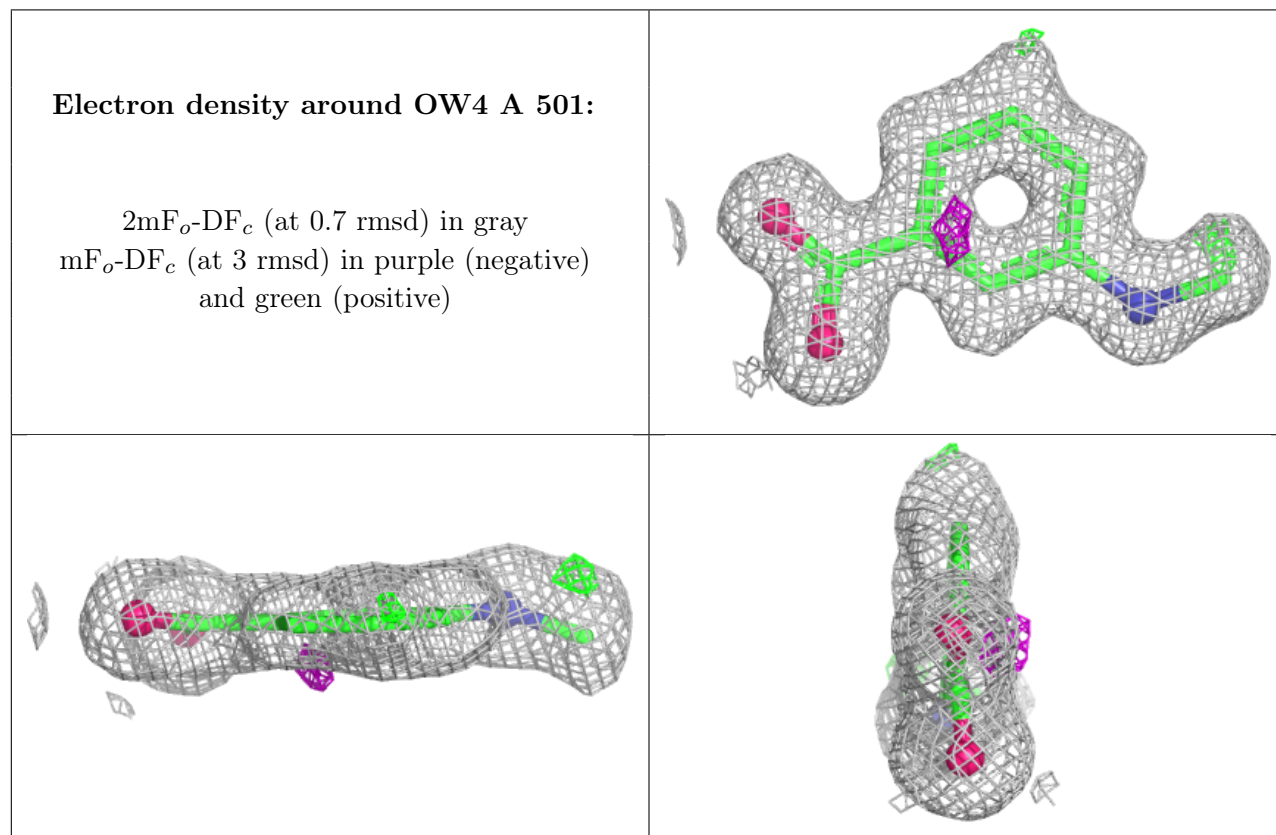 Electron density around OW4 A 501:
2mFo-DFc (at 0.7 rmsd) in gray
mFo-DFc (at 3 rmsd) in purple (negative)
and green (positive)